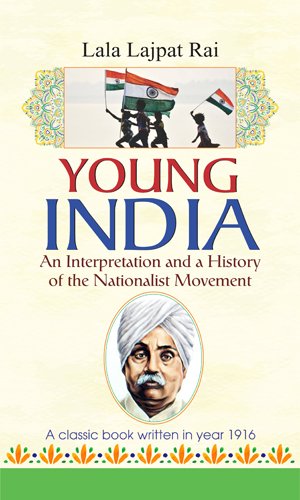 Lala Lajpat Rai
YOUNG
INDIA
An Interpretation and a History
of the Nationalist Movement
A classic book written in year 1916